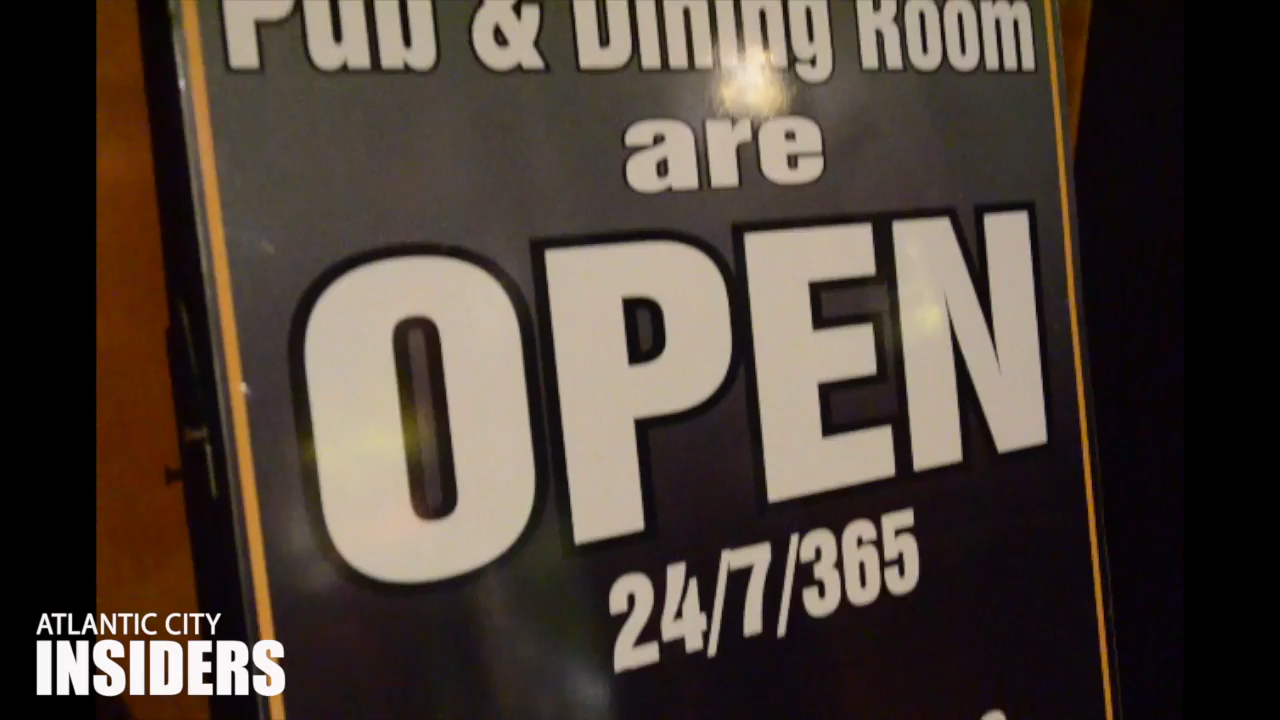 Pub & Dining Room
are
OPEN
24/7/365
ATLANTIC CITY
INSIDERS